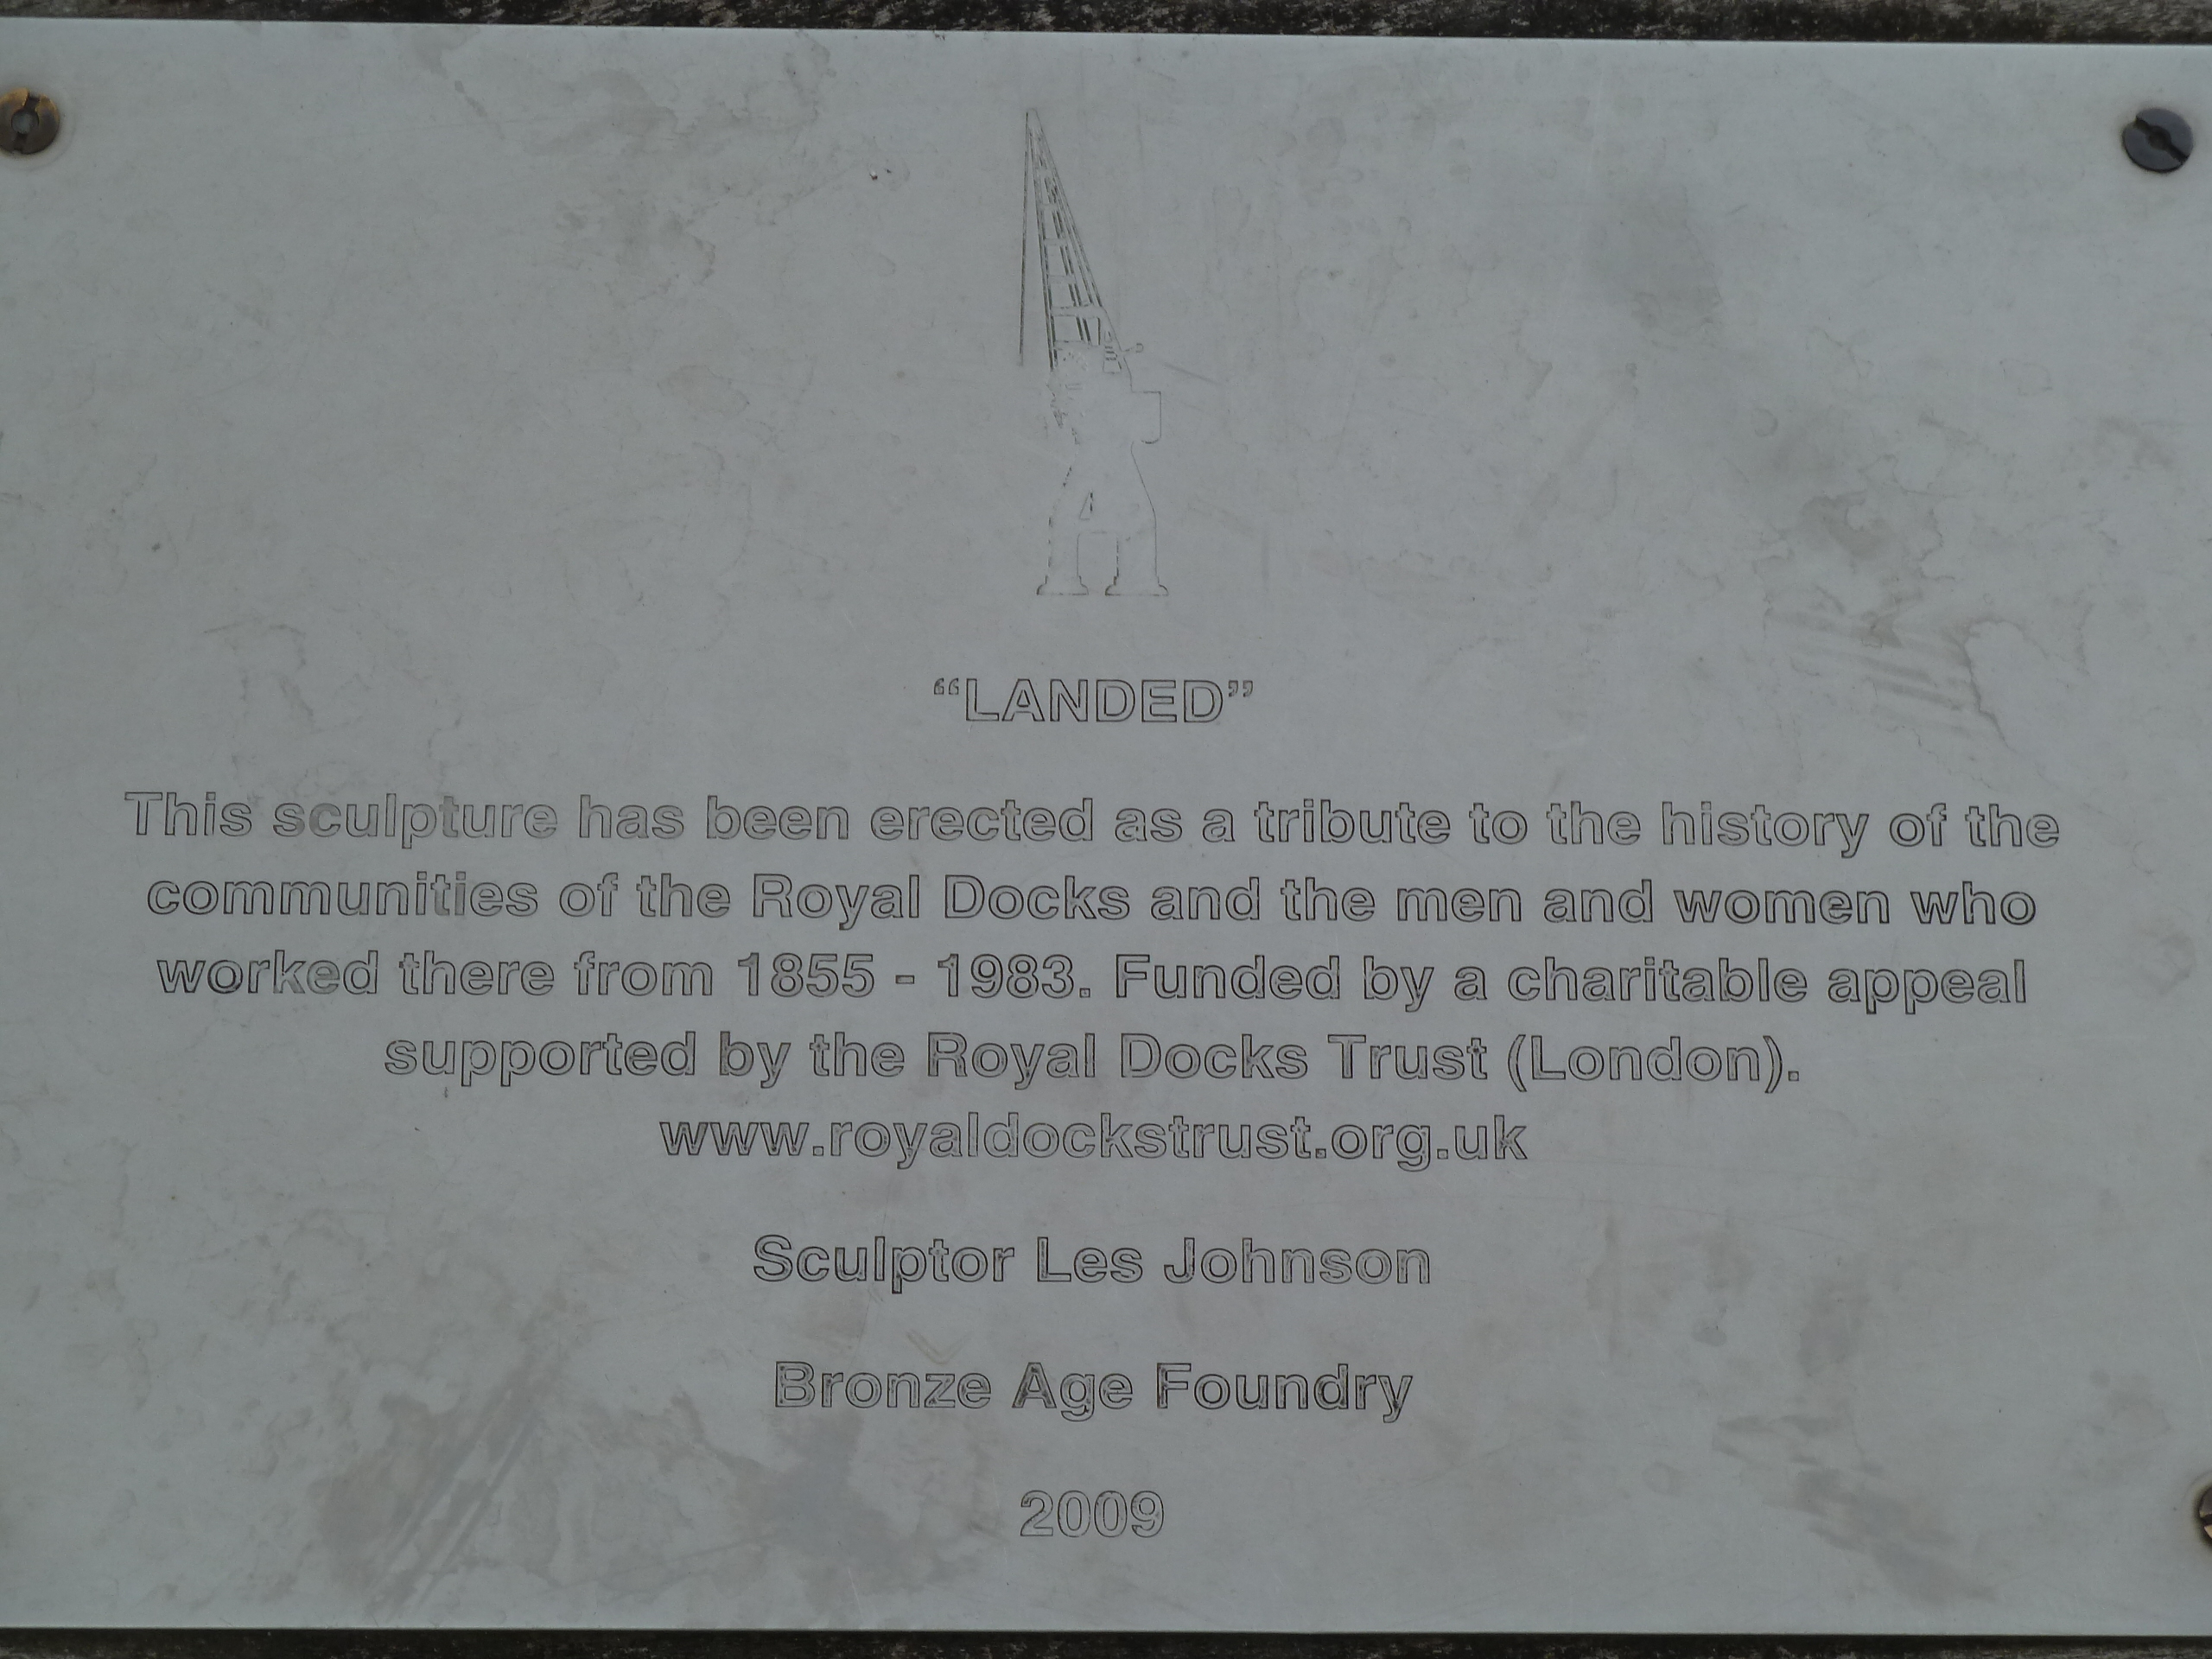 “LANDED”
This sculpture has been erected as a tribute to the history of the
communities of the Royal Docks and the men and women who
worked there from 1855 - 1983. Funded by a charitable appeal
supported by the Royal Docks Trust (London).
www.royaldockstrust.org.uk
Sculptor Les Johnson
Bronze Age Foundry
2009